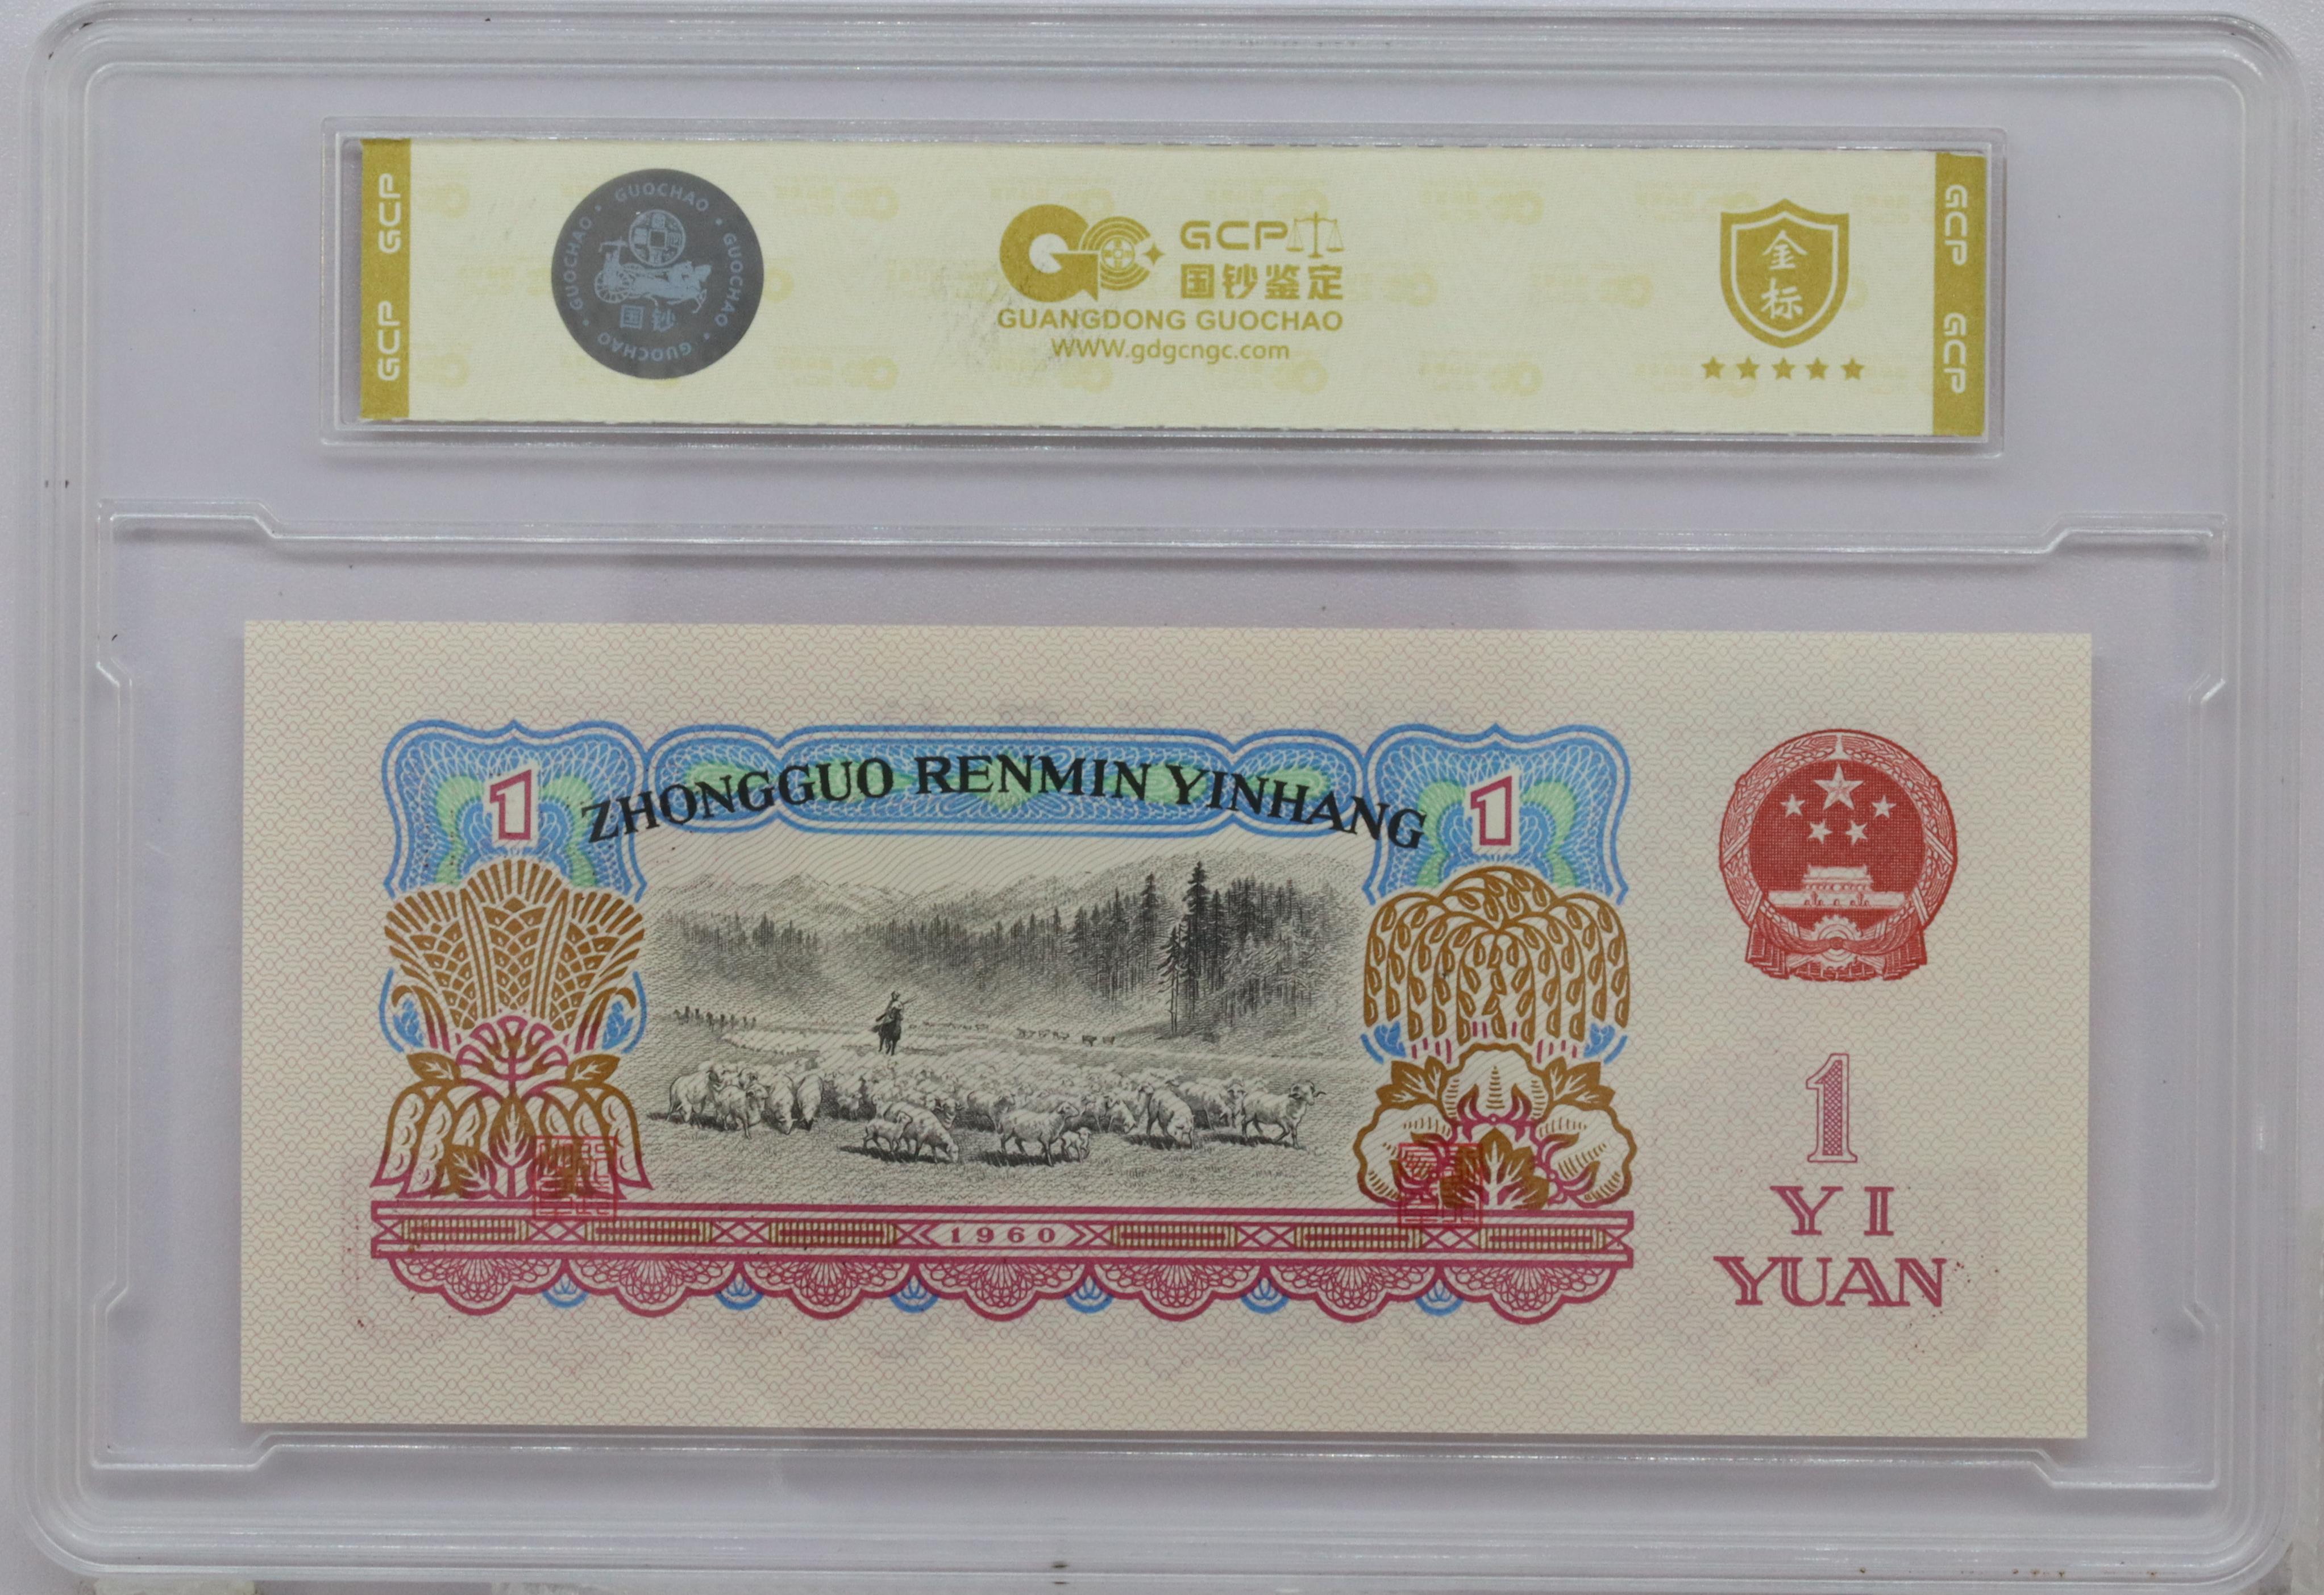 GCP GCP
GUOCHAO • GUOCHAO • GUOCHAO • GUOCHAO •
国钞
GCP
国钞鉴定
GUANGDONG GUOCHAO
WWW.gdgcngc.com
金标
GCP GCP
1
ZHONGGUO RENMIN YINHANG
1
1960
1
YI
YUAN